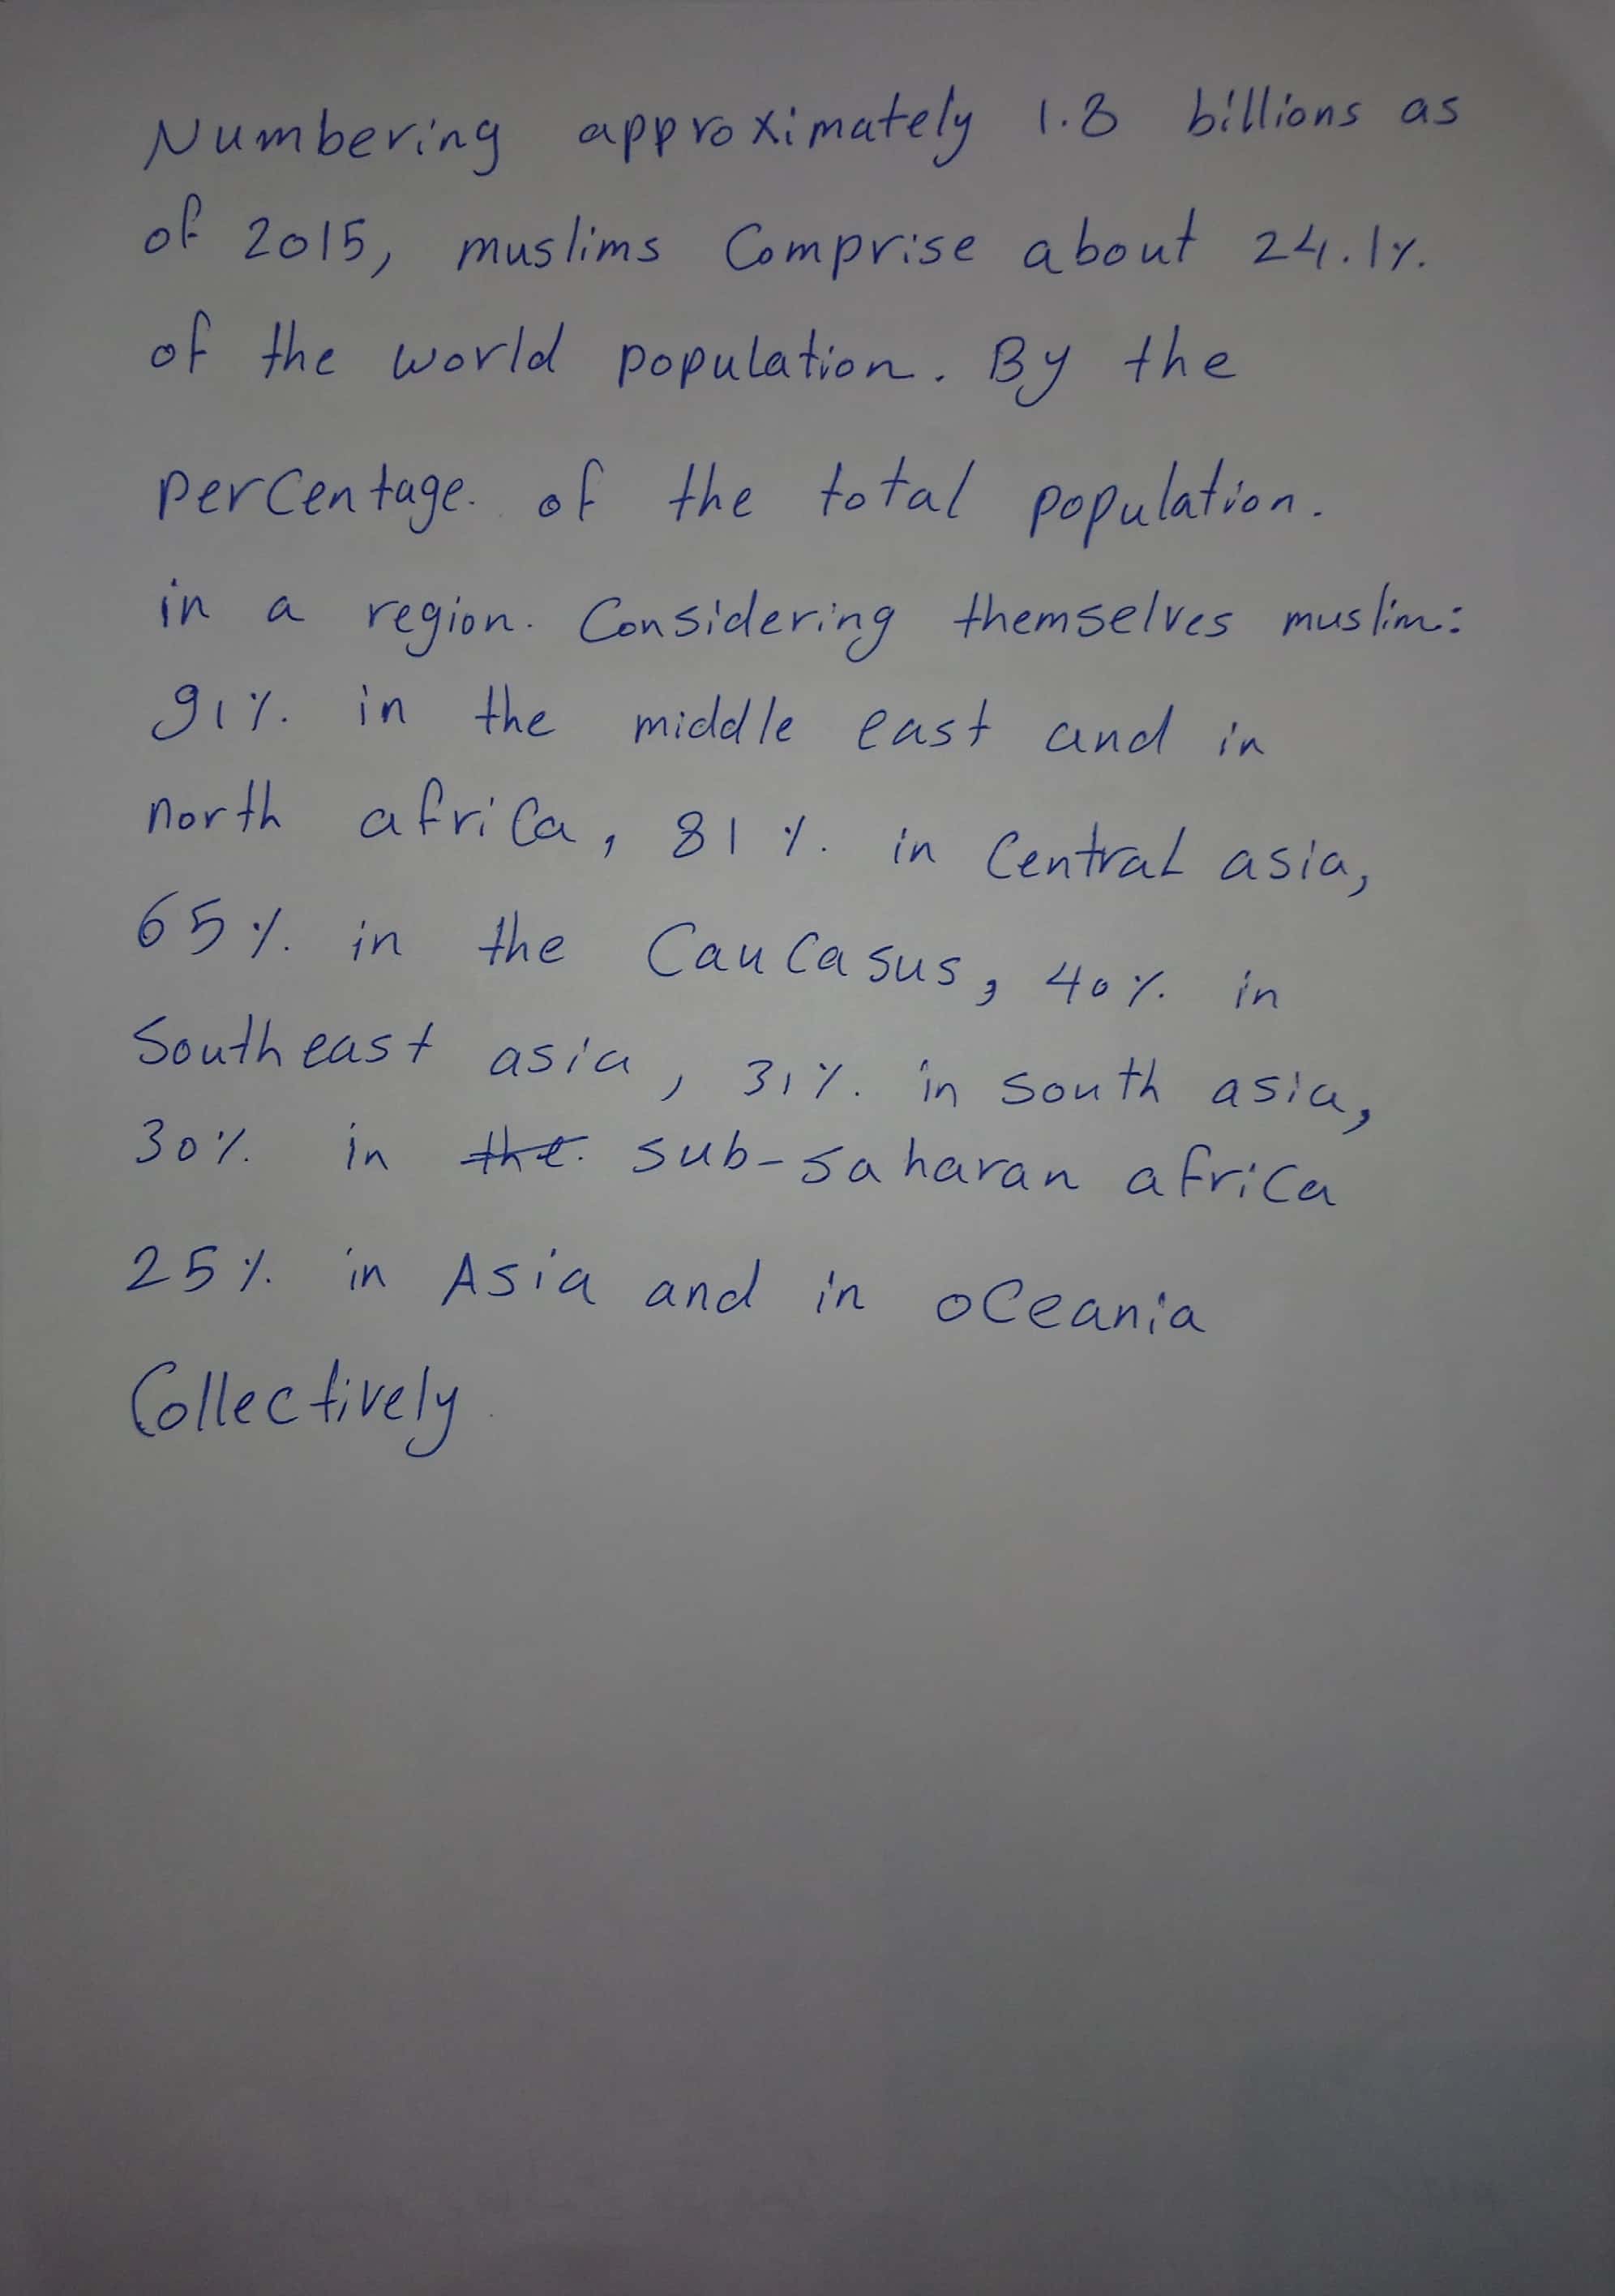 Numbering approximately 1.8 billions as
of 2015, muslims Comprise about 24.1%
of the world population. By the
percentage. of the total population.
in a region. Considering themselves muslim:
91% in the middle east and in
north africa, 81% in Central asia,
65% in the Caucasus, 40% in
Southeast asia, 31% in south asia,
30% in the sub-saharan africa
25% in Asia and in oceania
Collectively